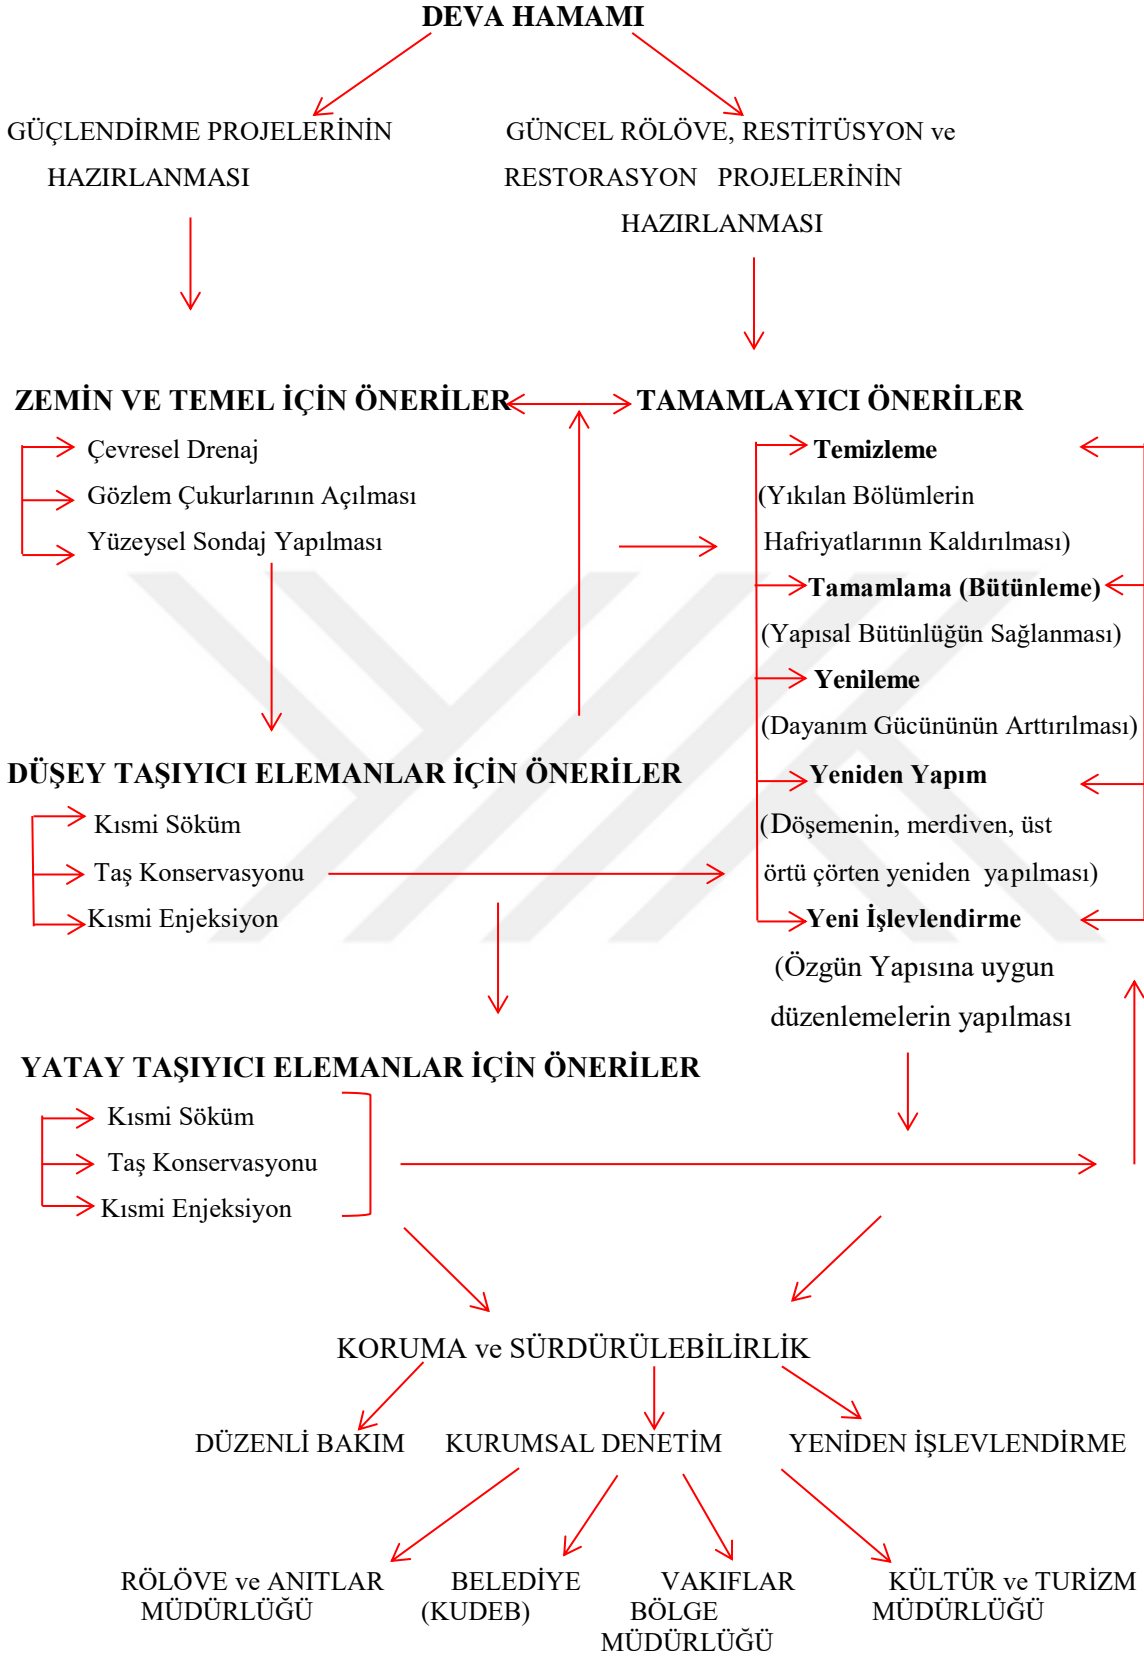 DEVA HAMAMI
GÜÇLENDİRME PROJELERİNİN
HAZIRLANMASI
GÜNCEL RÖLÖVE, RESTİTÜSYON ve
RESTORASYON PROJELERİNİN
HAZIRLANMASI
ZEMİN VE TEMEL İÇİN ÖNERİLER
Çevresel Drenaj
Gözlem Çukurlarının Açılması
Yüzeysel Sondaj Yapılması
TAMAMLAYICI ÖNERİLER
Temizleme
(Yıkılan Bölümlerin
Hafriyatlarının Kaldırılması)
Tamamlama (Bütünleme)
(Yapısal Bütünlüğün Sağlanması)
Yenileme
(Dayanım Gücününün Arttırılması)
Yeniden Yapım
(Döşemenin, merdiven, üst
örtü çörten yeniden yapılması)
Yeni İşlevlendirme
(Özgün Yapısına uygun
düzenlemelerin yapılması
DÜŞEY TAŞIYICI ELEMANLAR İÇİN ÖNERİLER
Kısmi Söküm
Taş Konservasyonu
Kısmi Enjeksiyon
YATAY TAŞIYICI ELEMANLAR İÇİN ÖNERİLER
Kısmi Söküm
Taş Konservasyonu
Kısmi Enjeksiyon
KORUMA ve SÜRDÜRÜLEBİLİRLİK
DÜZENLİ BAKIM
KURUMSAL DENETİM
YENİDEN İŞLEVLENDİRME
RÖLÖVE ve ANITLAR
MÜDÜRLÜĞÜ
BELEDİYE
(KUDEB)
VAKIFLAR
BÖLGE
MÜDÜRLÜĞÜ
KÜLTÜR ve TURİZM
MÜDÜRLÜĞÜ